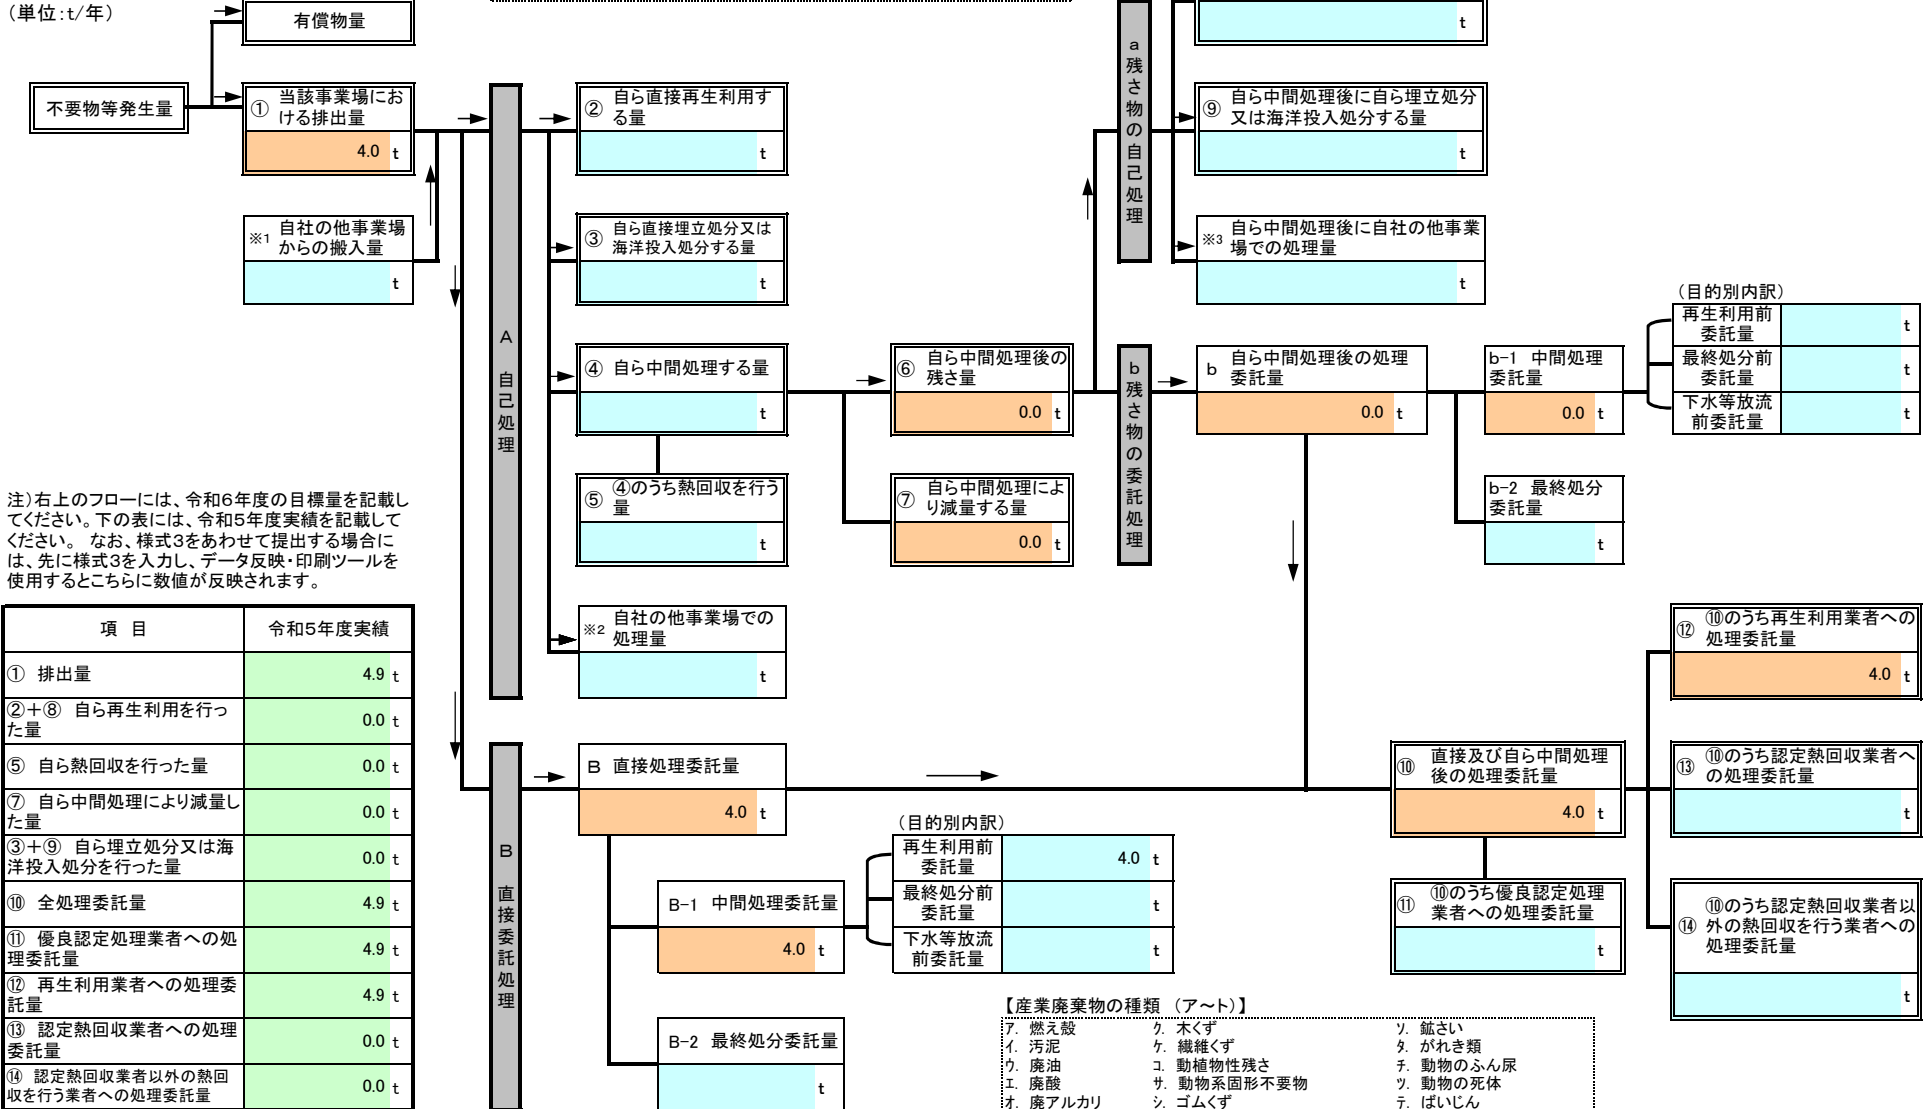 （単位:t/年）
有償物量
t
不要物等発生量
① 当該事業場にお
ける排出量
4.0 t
※1 自社の他事業場
からの搬入量
t
A 自己処理
② 自ら直接再生利用す
る量
t
③ 自ら直接埋立処分又は
海洋投入処分する量
t
④ 自ら中間処理する量
t
⑤ ④のうち熱回収を行う
量
t
※2 自社の他事業場での
処理量
t
⑥ 自ら中間処理後の
残さ量
0.0 t
⑦ 自ら中間処理によ
り減量する量
0.0 t
a 残さ物の自己処理
⑨ 自ら中間処理後に自ら埋立処分
又は海洋投入処分する量
t
※3 自ら中間処理後に自社の他事業
場での処理量
t
b 残さ物の委託処理
b 自ら中間処理後の処理
委託量
0.0 t
b-1 中間処理
委託量
0.0 t
（目的別内訳）
再生利用前
委託量
t
最終処分前
委託量
t
下水等放流
前委託量
t
b-2 最終処分
委託量
t
注）右上のフローには、令和6年度の目標量を記載し
てください。下の表には、令和5年度実績を記載して
ください。 なお、様式3をあわせて提出する場合に
は、先に様式3を入力し、データ反映・印刷ツールを
使用するとこちらに数値が反映されます。
項 目 令和5年度実績
① 排出量 4.9 t
②＋⑧ 自ら再生利用を行っ
た量 0.0 t
⑤ 自ら熱回収を行った量 0.0 t
⑦ 自ら中間処理により減量し
た量 0.0 t
③＋⑨ 自ら埋立処分又は海
洋投入処分を行った量 0.0 t
⑩ 全処理委託量 4.9 t
⑪ 優良認定処理業者への処
理委託量 4.9 t
⑫ 再生利用業者への処理委
託量 4.9 t
⑬ 認定熱回収業者への処理
委託量 0.0 t
⑭ 認定熱回収業者以外の熱回
収を行う業者への処理委託量 0.0 t
B 直接委託処理
B 直接処理委託量
4.0 t
B-1 中間処理委託量
4.0 t
（目的別内訳）
再生利用前
委託量
4.0 t
最終処分前
委託量
t
下水等放流
前委託量
t
B-2 最終処分委託量
t
⑩ 直接及び自ら中間処理
後の処理委託量
4.0 t
⑪ ⑩のうち優良認定処理
業者への処理委託量
t
⑫ ⑩のうち再生利用業者への
処理委託量
4.0 t
⑬ ⑩のうち認定熱回収業者へ
の処理委託量
t
⑭ ⑩のうち認定熱回収業者以
外の熱回収を行う業者への
処理委託量
t
【産業廃棄物の種類 （ア～ト）】
ア. 燃え殻 ク. 木くず ソ. 鉱さい
イ. 汚泥 ケ. 繊維くず タ. がれき類
ウ. 廃油 コ. 動植物性残さ チ. 動物のふん尿
エ. 廃酸 サ. 動物系固形不要物 ツ. 動物の死体
オ. 廃アルカリ シ. ゴムくず テ. ばいじん